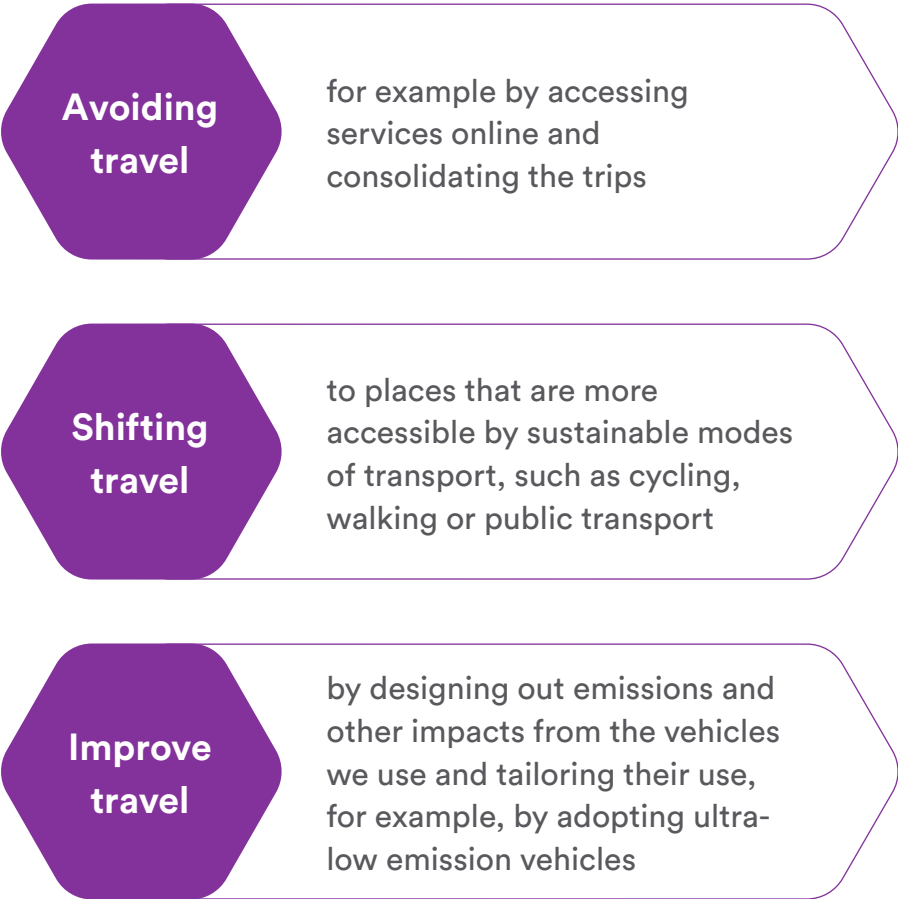 Avoiding
travel
for example by accessing
services online and
consolidating the trips
Shifting
travel
to places that are more
accessible by sustainable modes
of transport, such as cycling,
walking or public transport
Improve
travel
by designing out emissions and
other impacts from the vehicles
we use and tailoring their use,
for example, by adopting ultra-
low emission vehicles